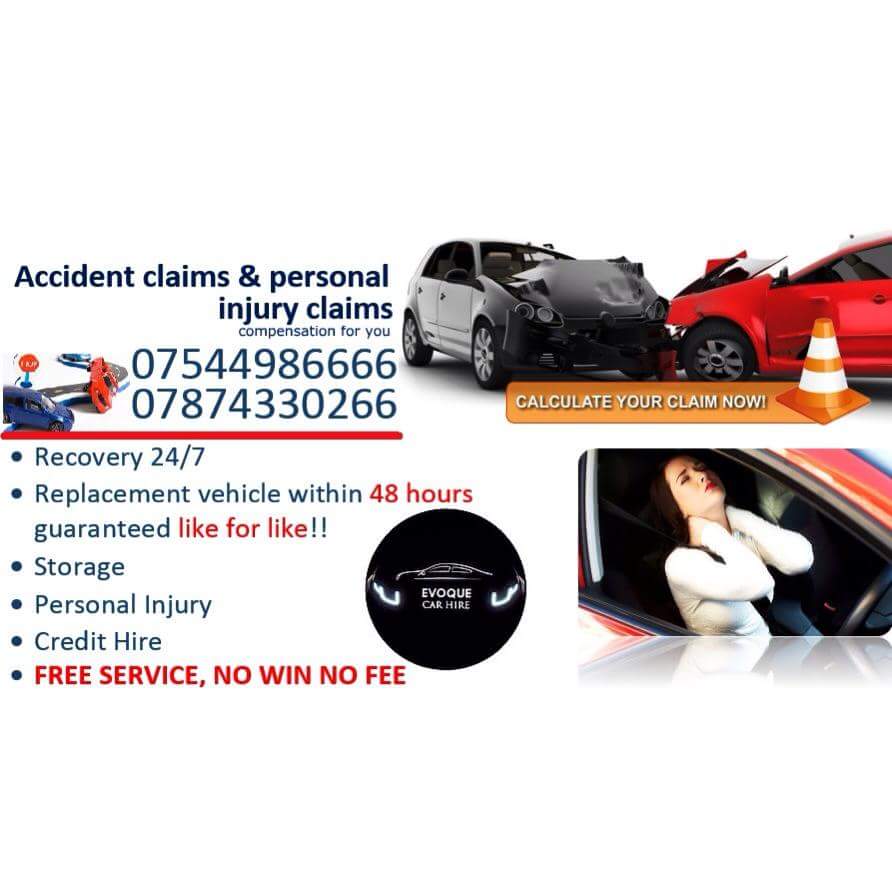 Accident claims & personal
injury claims
compensation for you
07544986666
07874330266
CALCULATE YOUR CLAIM NOW!
• Recovery 24/7
• Replacement vehicle within 48 hours
guaranteed like for like!!
• Storage
• Personal Injury
• Credit Hire
• FREE SERVICE, NO WIN NO FEE
EVOQUE
CAR HIRE